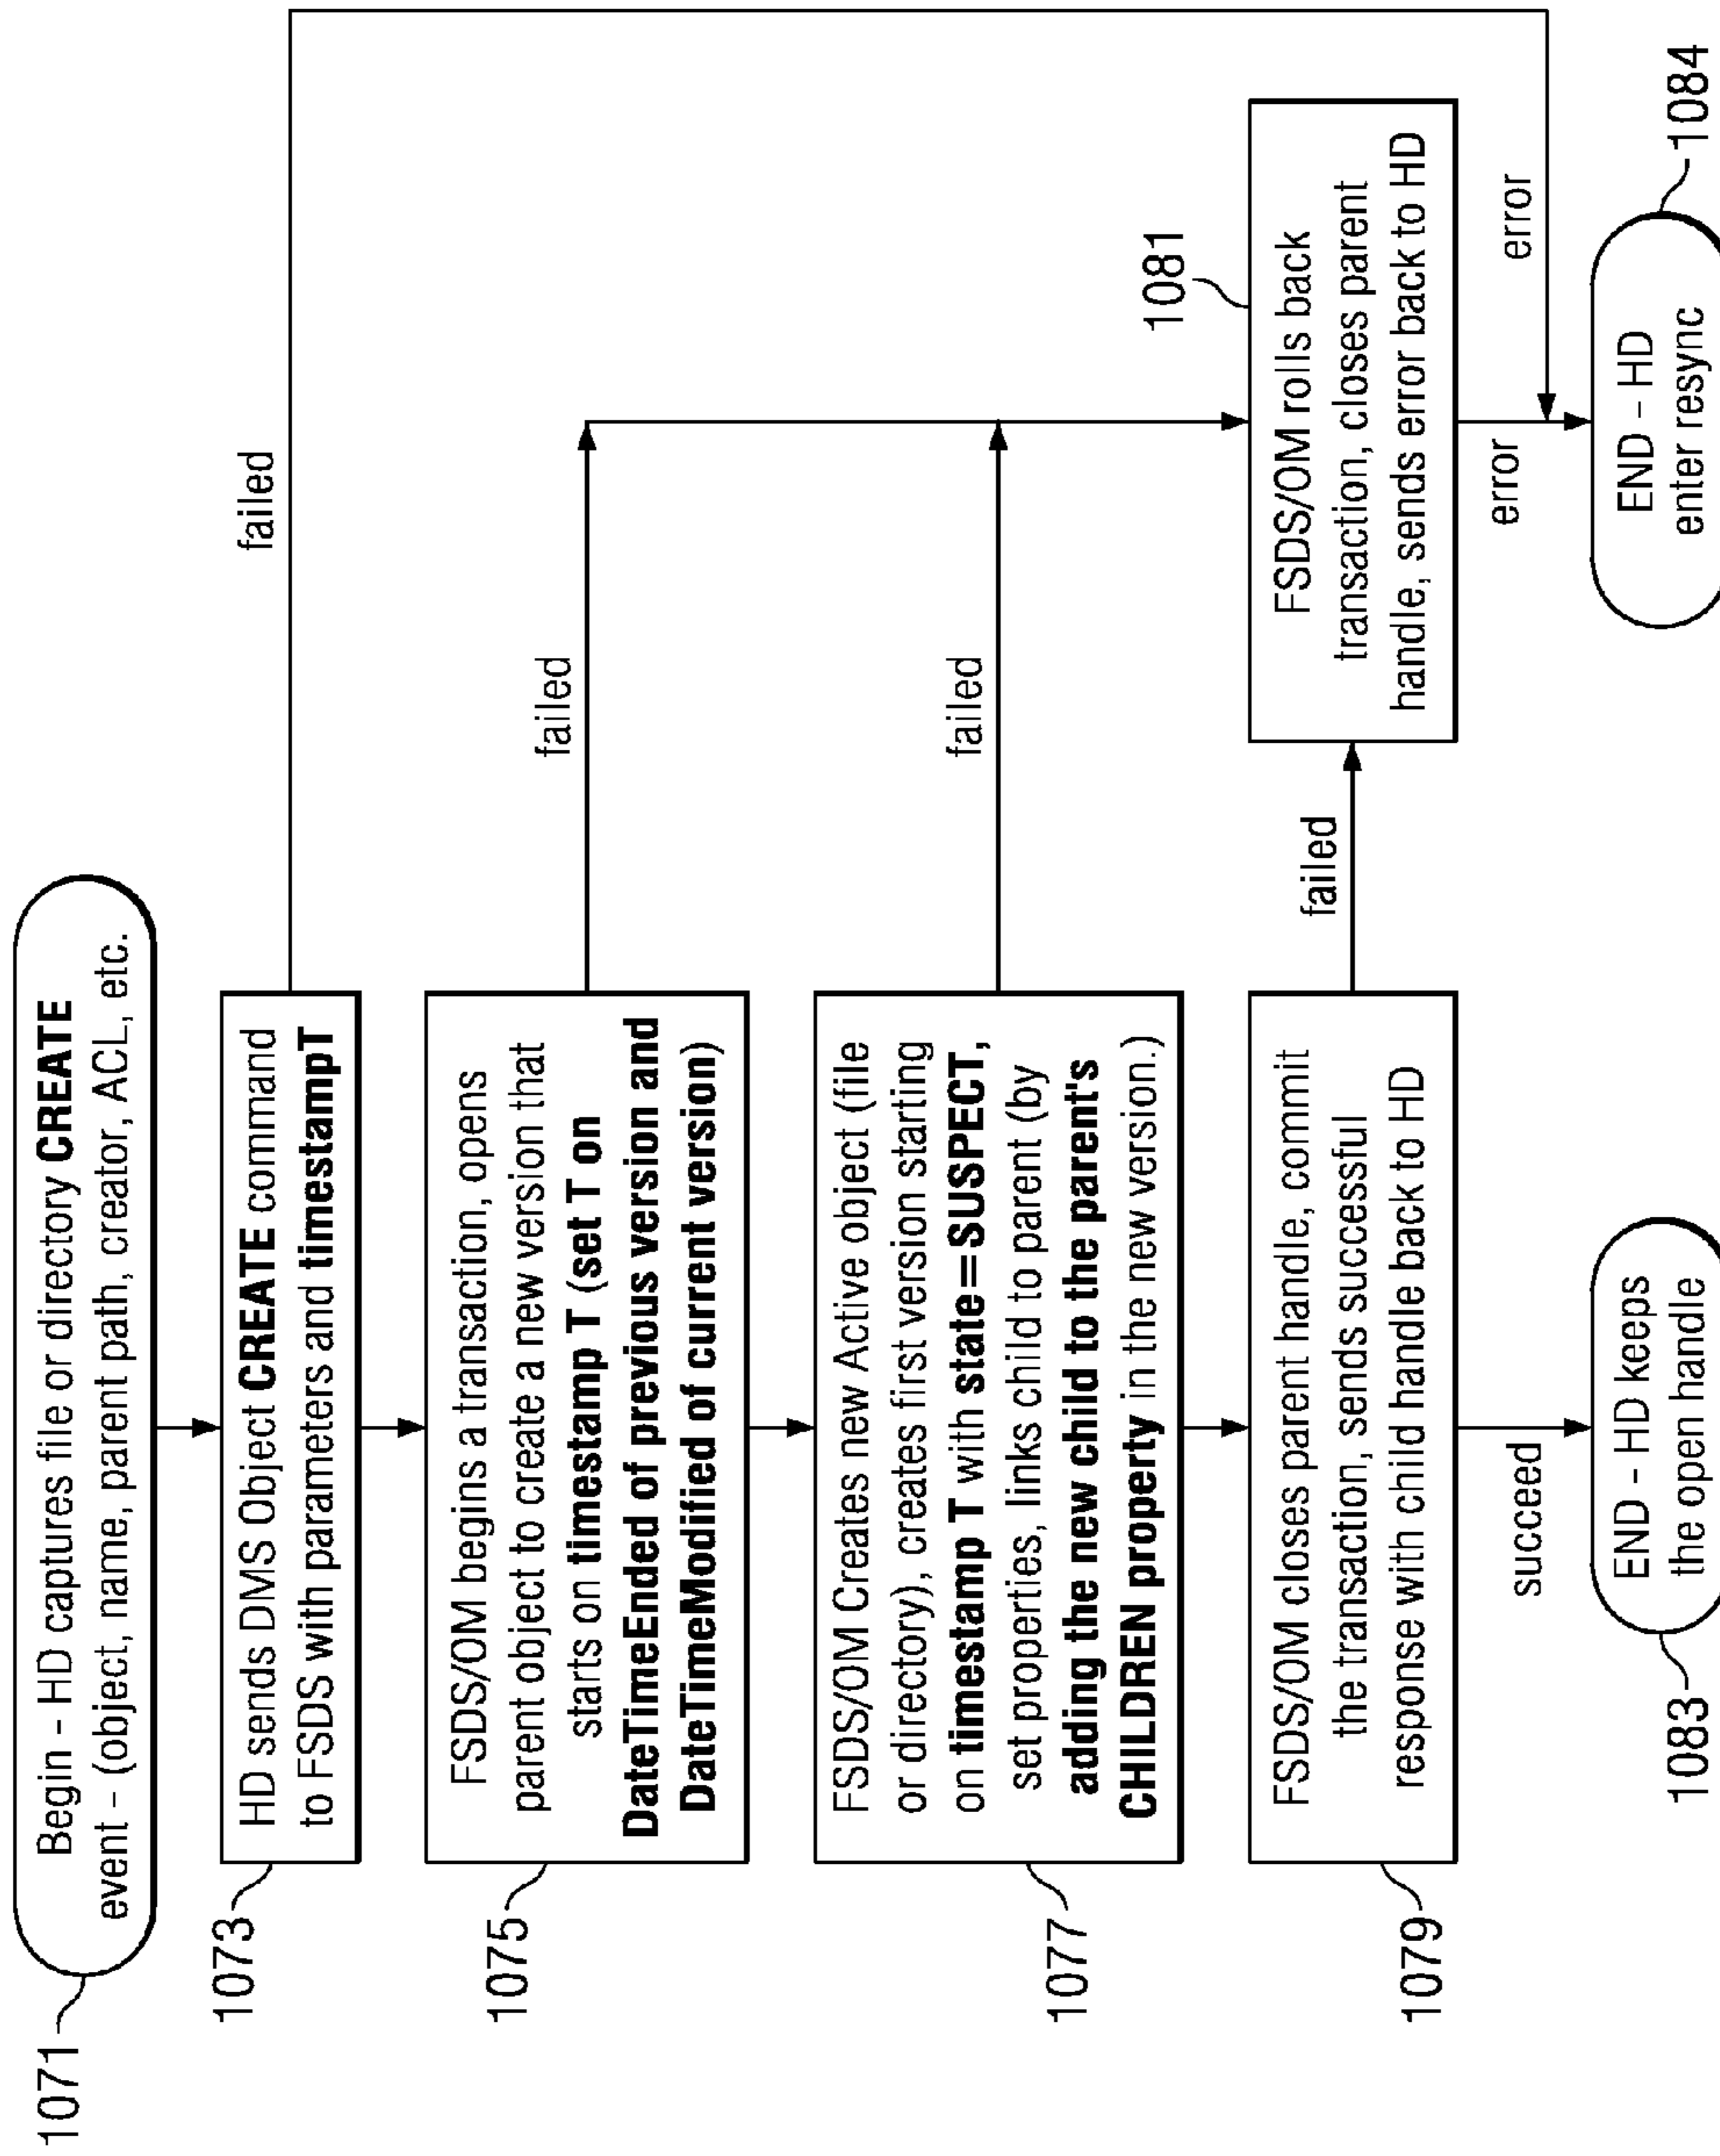 1071
Begin - HD captures file or directory CREATE
event - (object, name, parent path, creator, ACL, etc.
1073
HD sends DMS Object CREATE command
to FSDS with parameters and timestampT
failed
1075
FSDS/OM begins a transaction, opens
parent object to create a new version that
starts on timestamp T (set T on
DateTimeEnded of previous version and
DateTimeModified of current version)
failed
1077
FSDS/OM Creates new Active object (file
or directory), creates first version starting
on timestamp T with state=SUSPECT,
set properties, links child to parent (by
adding the new child to the parent's
CHILDREN property in the new version.)
failed
1079
FSDS/OM closes parent handle, commit
the transaction, sends successful
response with child handle back to HD
failed
1081
FSDS/OM rolls back
transaction, closes parent
handle, sends error back to HD
succeed
error
error
1083
END - HD keeps
the open handle
END - HD
enter resync
1084